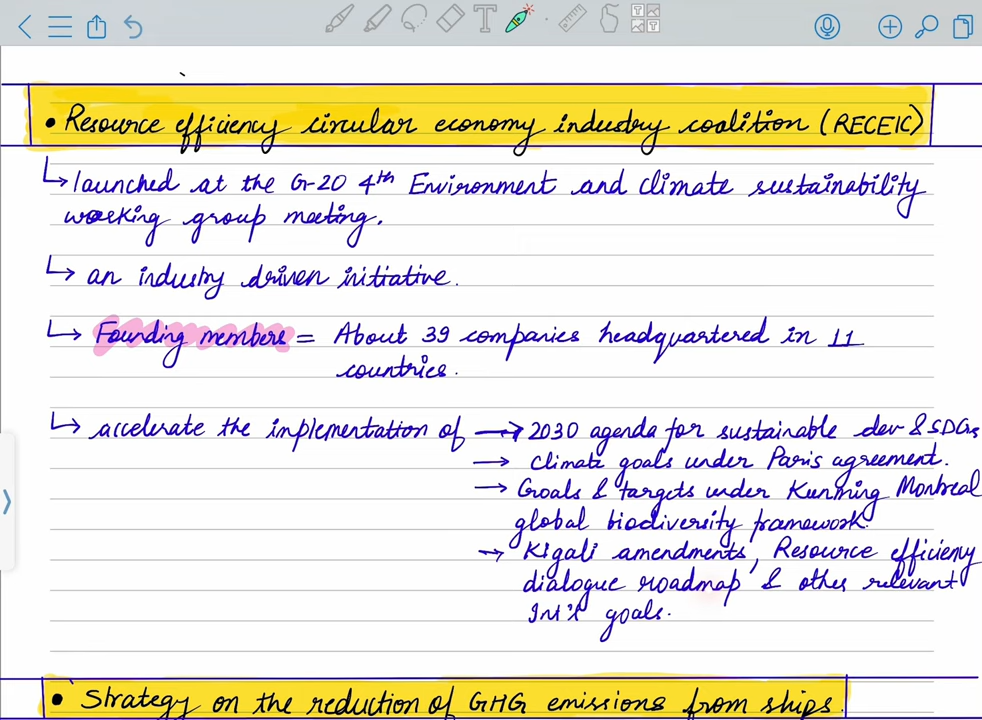 • Resource efficiency circular economy industry coalition (RECEIC)
↳ launched at the G-20 4th Environment and climate sustainability
working group meeting.
↳ an industry driven initiative.
↳ Founding members = About 39 companies headquartered in 11
countries.
↳ accelerate the implementation of → 2030 agenda for sustainable dev & SDGs
→ Climate goals under Paris agreement.
→ Goals & targets under Kunming Montreal
global biodiversity framework.
→ Kigali amendments, Resource efficiency
dialogue roadmap & other relevant
Int'l goals.
• Strategy on the reduction of GHG emissions from ships.